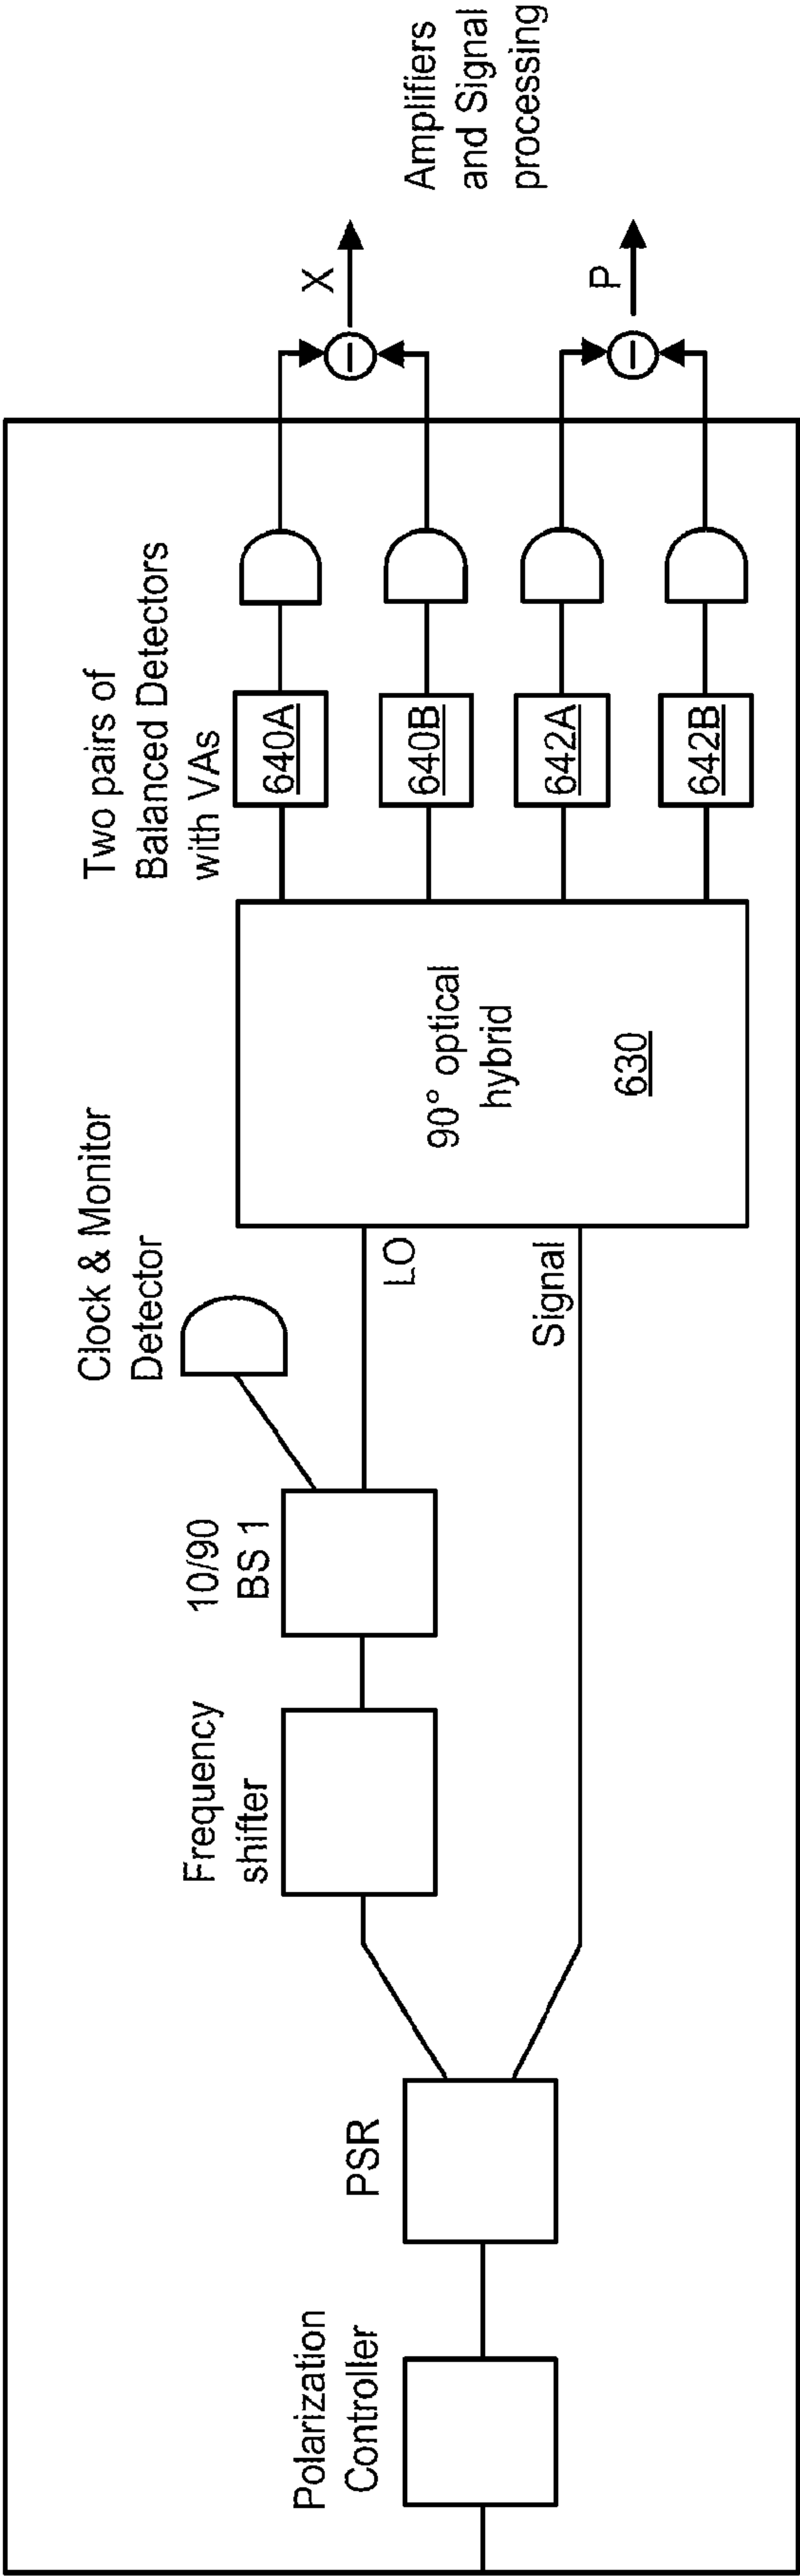 Polarization
Controller
PSR
Frequency
shifter
10/90
BS 1
Clock & Monitor
Detector
LO
Signal
90° optical
hybrid
630
Two pairs of
Balanced Detectors
with VAs
640A
640B
642A
642B
X
P
Amplifiers
and Signal
processing